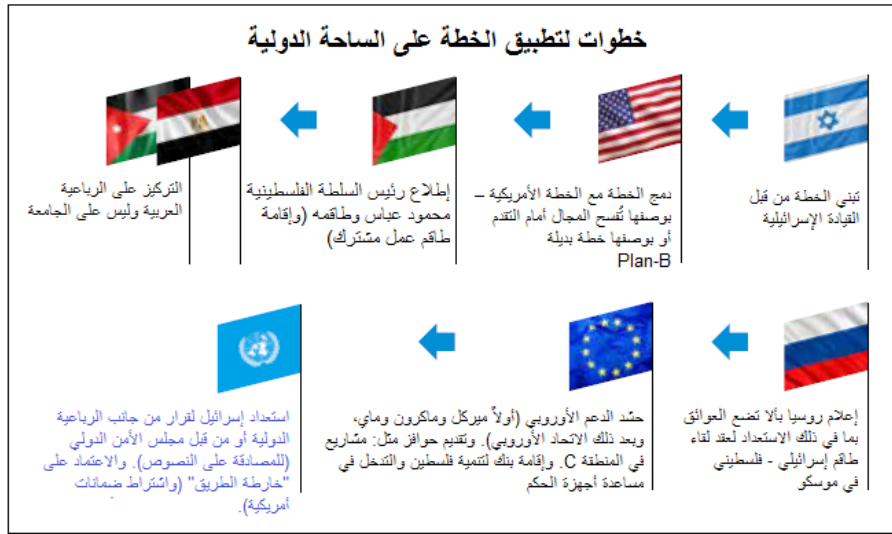 خطوات لتطبيق الخطة على الساحة الدولية
تبني الخطة من قبل
القيادة الإسرائيلية
دمج الخطة مع الخطة الأمريكية –
بوصفها تُفسح المجال أمام التقدم
أو بوصفها خطة بديلة
Plan-B
إطلاع رئيس السلطة الفلسطينية
محمود عباس وطاقمه (وإقامة
طاقم عمل مشترك)
التركيز على الرباعية
العربية وليس على الجامعة
إعلام روسيا بألا تضع العوائق
بما في ذلك الاستعداد لعقد لقاء
طاقم إسرائيلي - فلسطيني
في موسكو
حشد الدعم الأوروبي (أولاً ميركل وماكرون وماي،
وبعد ذلك الاتحاد الأوروبي). وتقديم حوافز مثل: مشاريع
في المنطقة C. وإقامة بنك لتنمية فلسطين والتدخل في
مساعدة أجهزة الحكم
استعداد إسرائيل لقرار من جانب الرباعية
الدولية أو من قبل مجلس الأمن الدولي
(للمصادقة على النصوص). والاعتماد على
"خارطة الطريق" (واشتراط ضمانات
أمريكية).